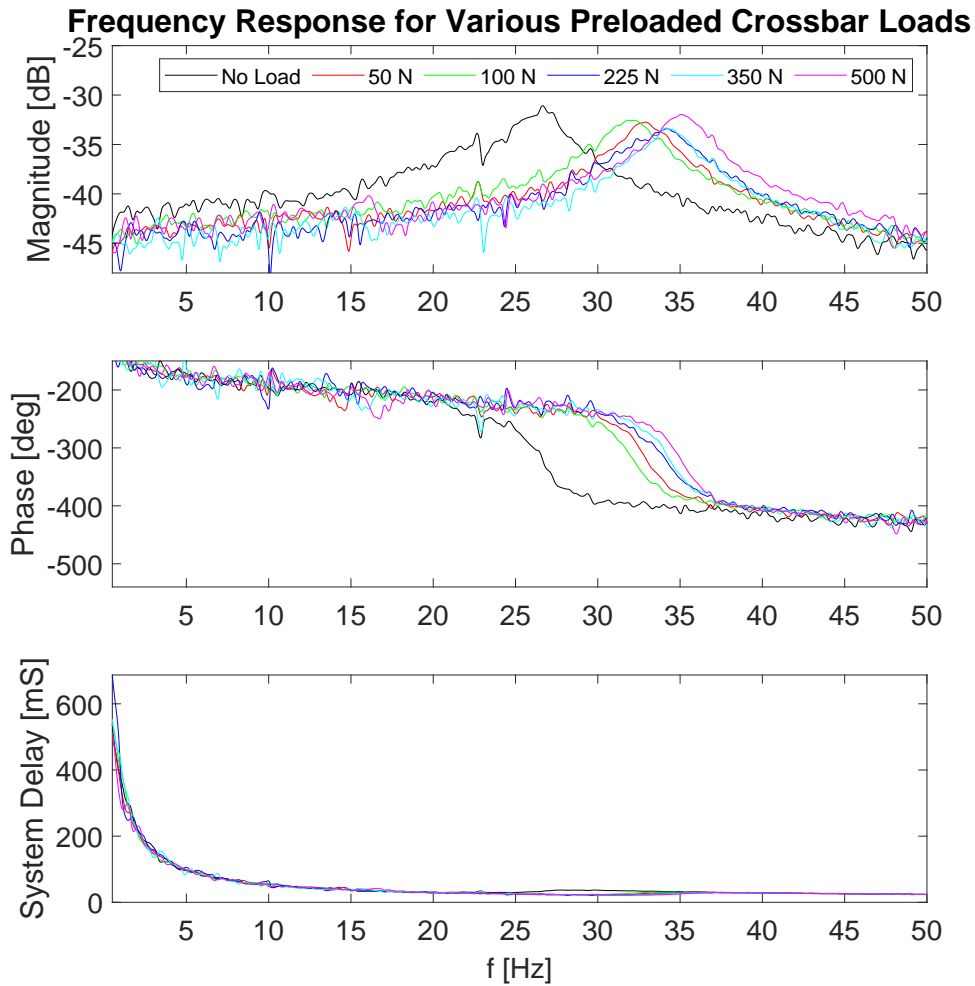 Frequency Response for Various Preloaded Crossbar Loads
Magnitude [dB]
-25
-30
-35
-40
-45
No Load 50 N 100 N 225 N 350 N 500 N
5 10 15 20 25 30 35 40 45 50
Phase [deg]
-200
-300
-400
-500
5 10 15 20 25 30 35 40 45 50
System Delay [mS]
600
400
200
0
5 10 15 20 25 30 35 40 45 50
f [Hz]